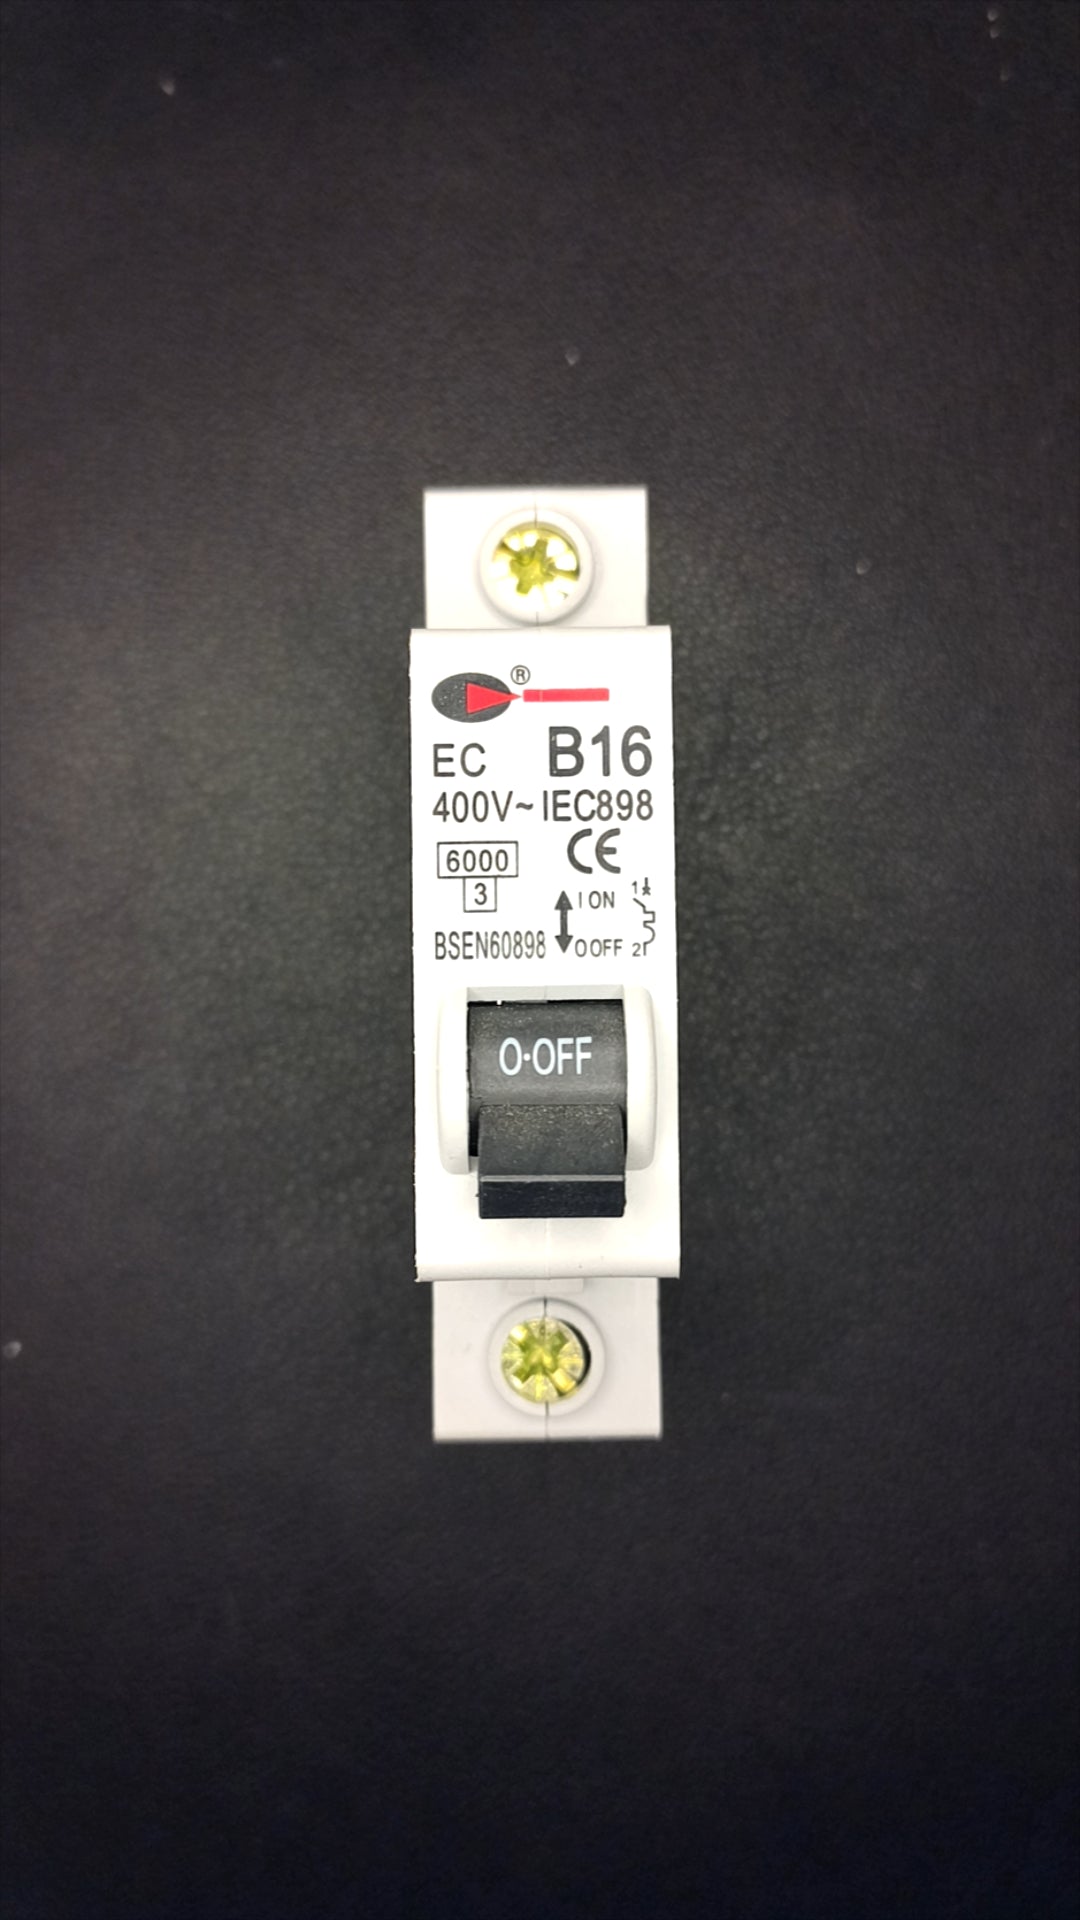 ®
EC B16
400V~ IEC898
6000 CE
3
I ON 1
BSEN60898 O OFF 2
O·OFF